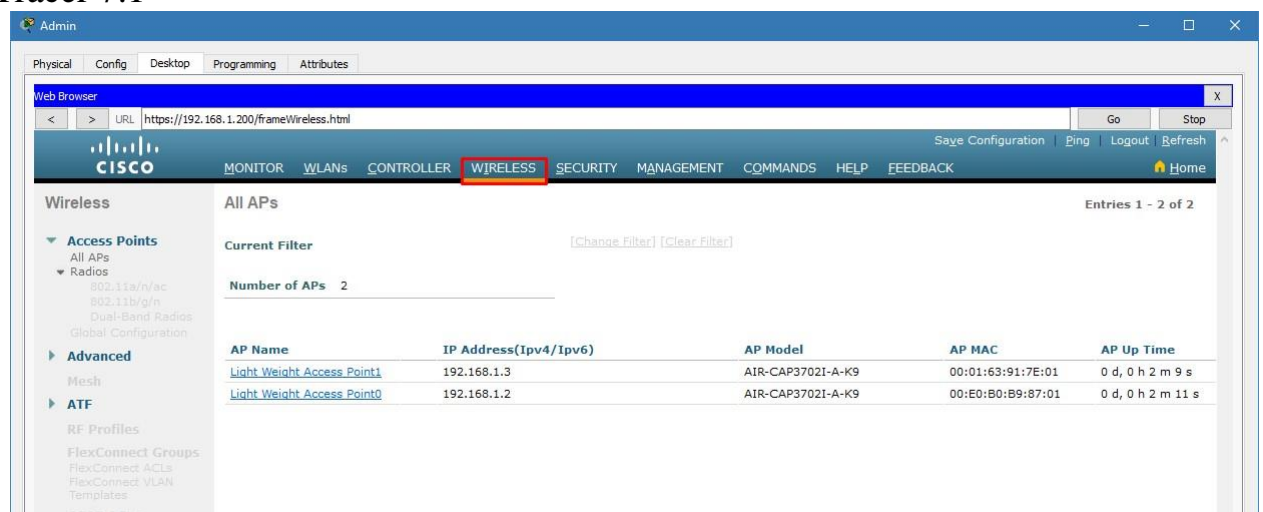 Tracer 7.1
Admin
Physical Config Desktop Programming Attributes
Web Browser X
< > URL https://192.168.1.200/frameWireless.html Go Stop
Save Configuration Ping Logout Refresh
CISCO MONITOR WLANs CONTROLLER WIRELESS SECURITY MANAGEMENT COMMANDS HELP FEEDBACK Home
Wireless
Access Points
All APs
Radios
802.11a/n/ac
802.11b/g/n
Dual-Band Radios
Global Configuration
Advanced
Mesh
ATF
RF Profiles
FlexConnect Groups
FlexConnect ACLs
FlexConnect VLAN
Templates
All APs Entries 1 - 2 of 2
Current Filter [Change Filter] [Clear Filter]
Number of APs 2
AP Name IP Address(Ipv4/Ipv6) AP Model AP MAC AP Up Time
Light Weight Access Point1 192.168.1.3 AIR-CAP3702I-A-K9 00:01:63:91:7E:01 0 d, 0 h 2 m 9 s
Light Weight Access Point0 192.168.1.2 AIR-CAP3702I-A-K9 00:E0:B0:B9:87:01 0 d, 0 h 2 m 11 s